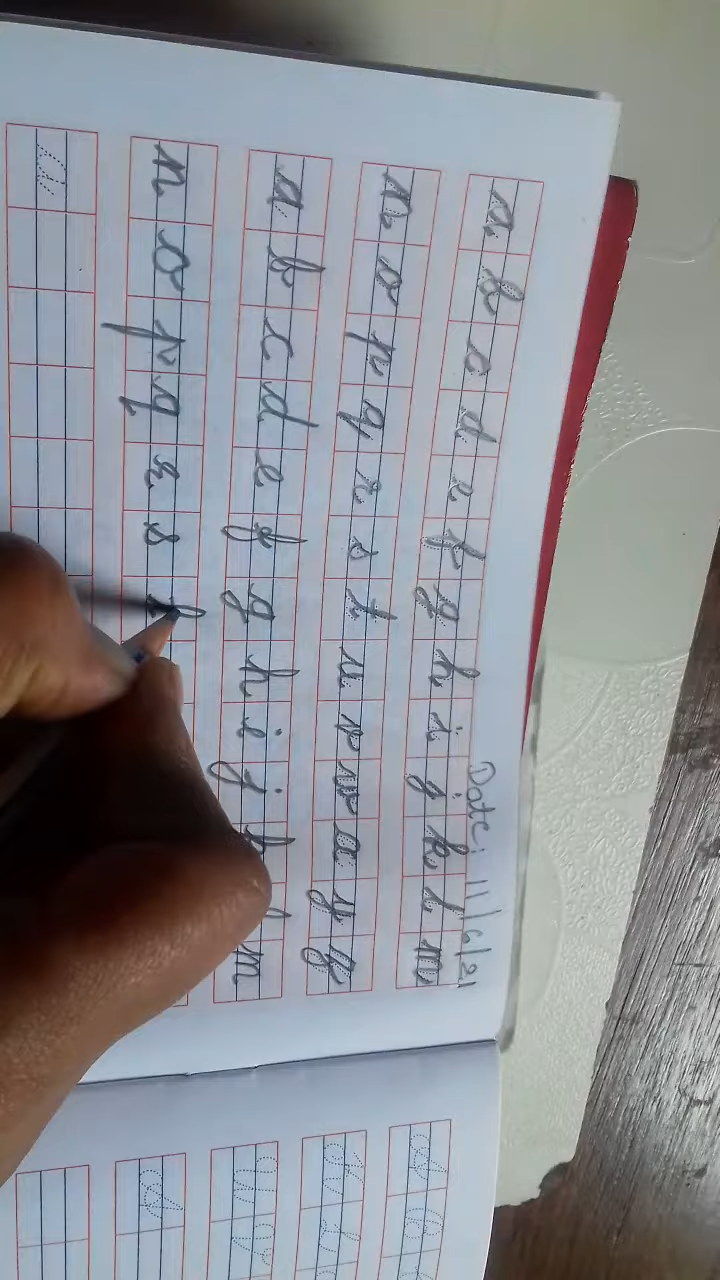 Date: 11/6/21
a b c d e f g h i j k l m
n o p q r s t u v w x y z
a b c d e f g h i j k l m
n o p q r s t
a